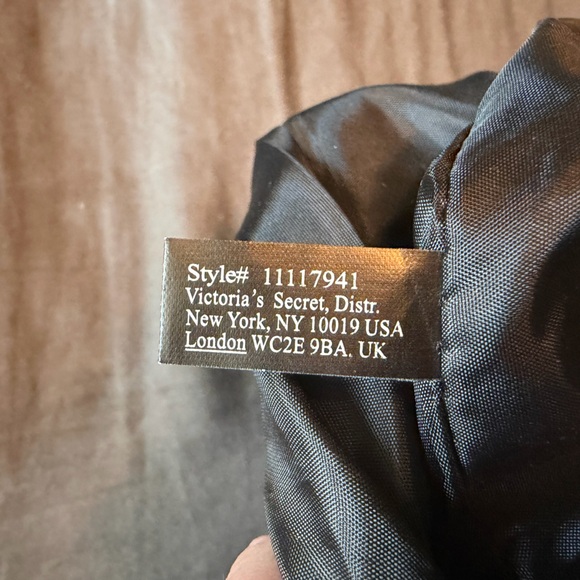 Style# 11117941
Victoria's Secret, Distr.
New York, NY 10019 USA
London WC2E 9BA. UK